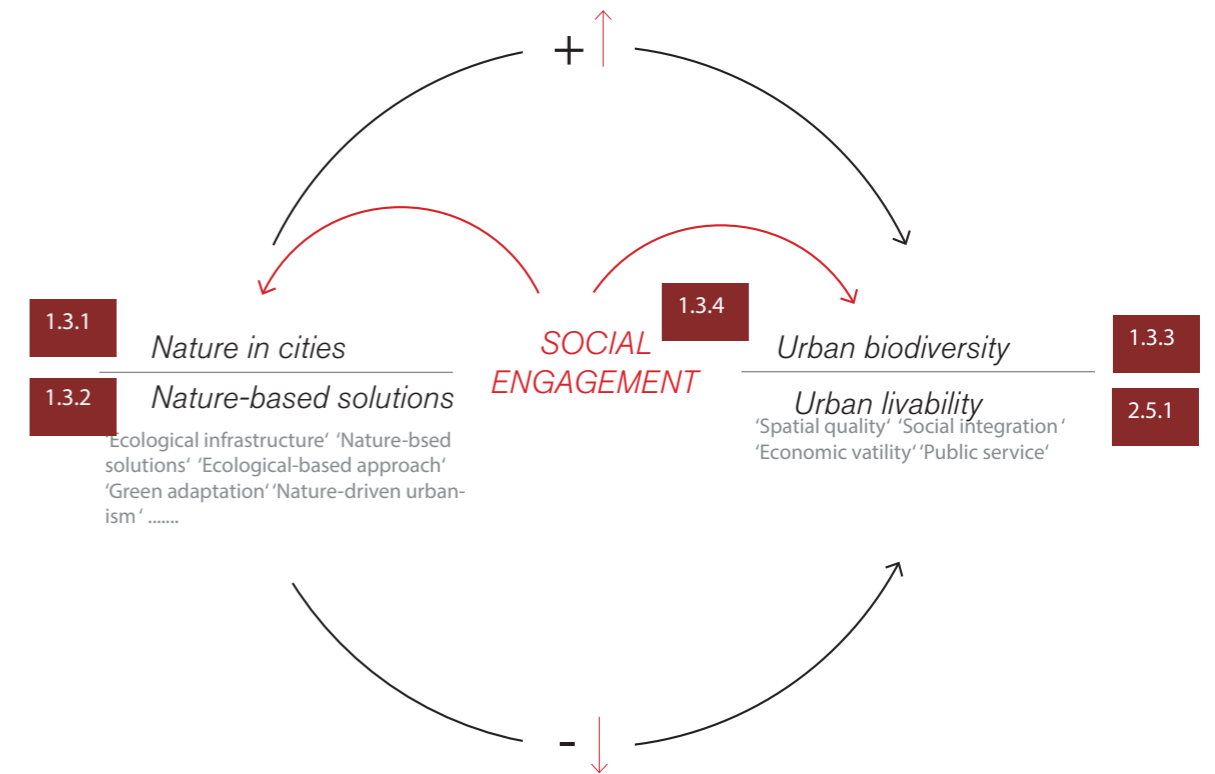 +
1.3.1
Nature in cities
1.3.2
Nature-based solutions
'Ecological infrastructure‘ ‘Nature-bsed
solutions‘ ‘Ecological-based approach‘
‘Green adaptation‘ ‘Nature-driven urban-
ism‘ .......
SOCIAL
ENGAGEMENT
1.3.4
Urban biodiversity
1.3.3
Urban livability
2.5.1
‘Spatial quality‘ ‘Social integration‘
‘Economic vatility‘ ‘Public service‘
-